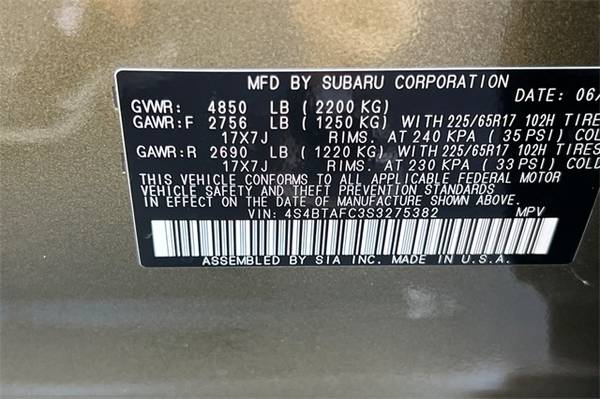 MFD BY SUBARU CORPORATION
DATE: 06/
GVWR: 4850 LB (2200 KG)
GAWR:F 2756 LB (1250 KG) WITH 225/65R17 102H TIRE
17X7J RIMS. AT 240 KPA (35 PSI) COLD
GAWR:R 2690 LB (1220 KG) WITH 225/65R17 102H TIRES
17X7J RIMS. AT 230 KPA (33 PSI) COLD
THIS VEHICLE CONFORMS TO ALL APPLICABLE FEDERAL MOTOR
VEHICLE SAFETY AND THEFT PREVENTION STANDARDS
IN EFFECT ON THE DATE OF MANUFACTURE SHOWN ABOVE.
VIN: 4S4BTAFC3S3275382 MPV
ASSEMBLED BY SIA INC. MADE IN U.S.A.